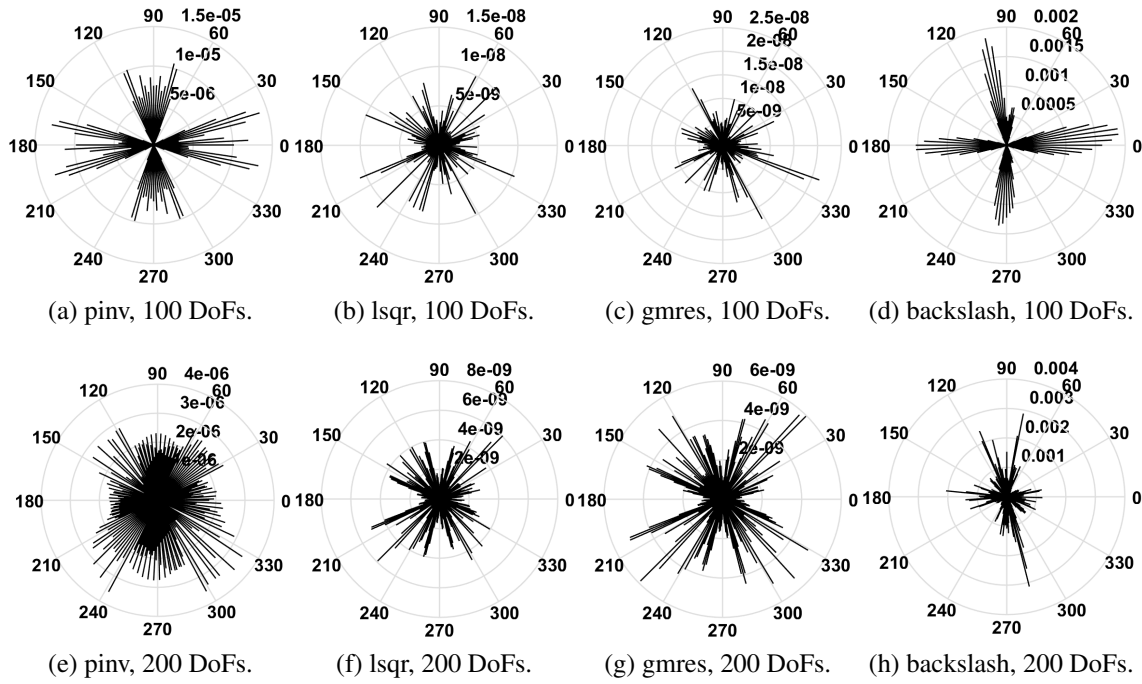 90 1.5e-05
120 60
1e-05
150 5e-06 30
180 0
210 330
240 300
270
(a) pinv, 100 DoFs.
90 1.5e-08
120 60
1e-08
150 5e-09 30
180 0
210 330
240 300
270
(b) lsqr, 100 DoFs.
90 2.5e-08
120 60
2e-08
1.5e-08
150 1e-08 30
5e-09
180 0
210 330
240 300
270
(c) gmres, 100 DoFs.
90 0.002
120 60
0.0015
150 0.001 30
0.0005
180 0
210 330
240 300
270
(d) backslash, 100 DoFs.
90 4e-06
120 60
3e-06
150 2e-06 30
180 0
210 330
240 300
270
(e) pinv, 200 DoFs.
90 8e-09
120 60
6e-09
150 4e-09 30
2e-09
180 0
210 330
240 300
270
(f) lsqr, 200 DoFs.
90 6e-09
120 60
4e-09
150 30
2e-09
180 0
210 330
240 300
270
(g) gmres, 200 DoFs.
90 0.004
120 60
0.003
150 0.002 30
0.001
180 0
210 330
240 300
270
(h) backslash, 200 DoFs.